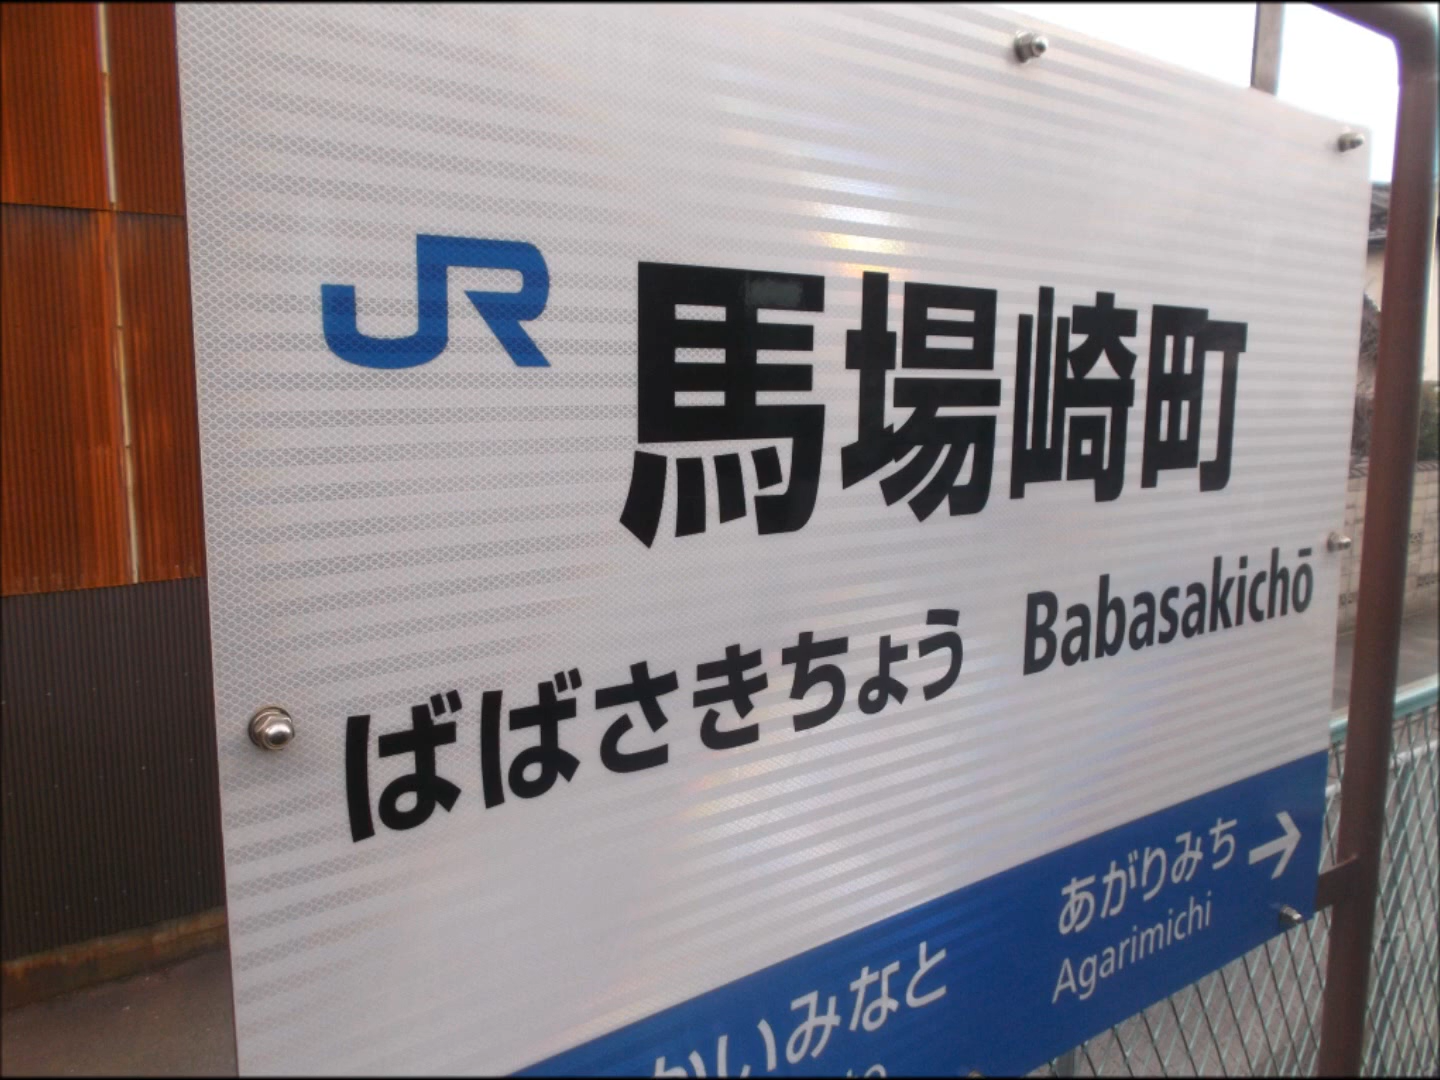 JR 馬場崎町
ばばさきちょう Babasakichō
あがりみち →
Agarimichi
かいみなと
to